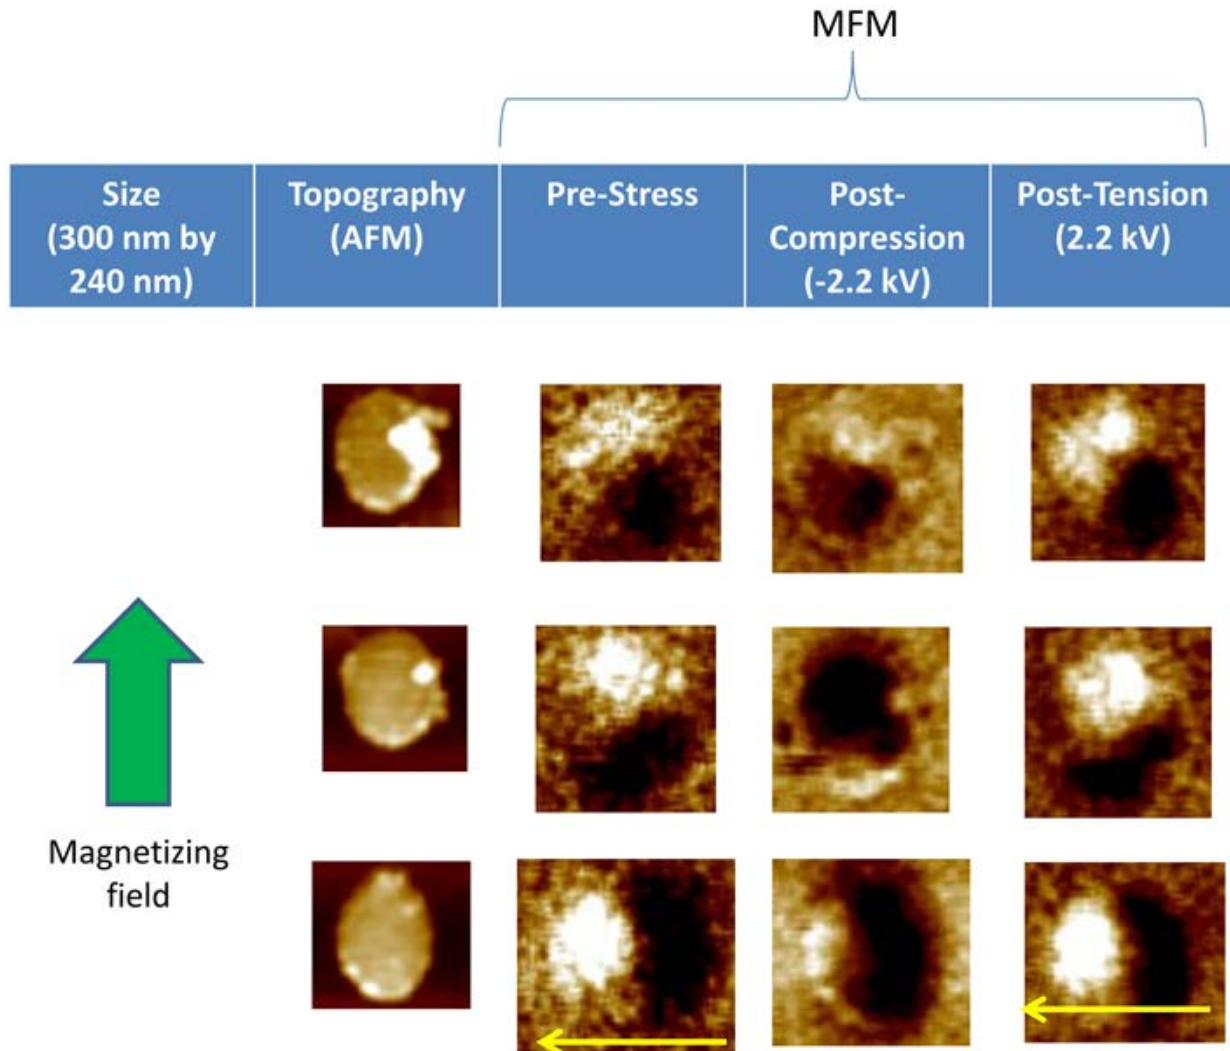 MFM
Size
(300 nm by
240 nm)
Topography
(AFM)
Pre-Stress
Post-
Compression
(-2.2 kV)
Post-Tension
(2.2 kV)
Magnetizing
field